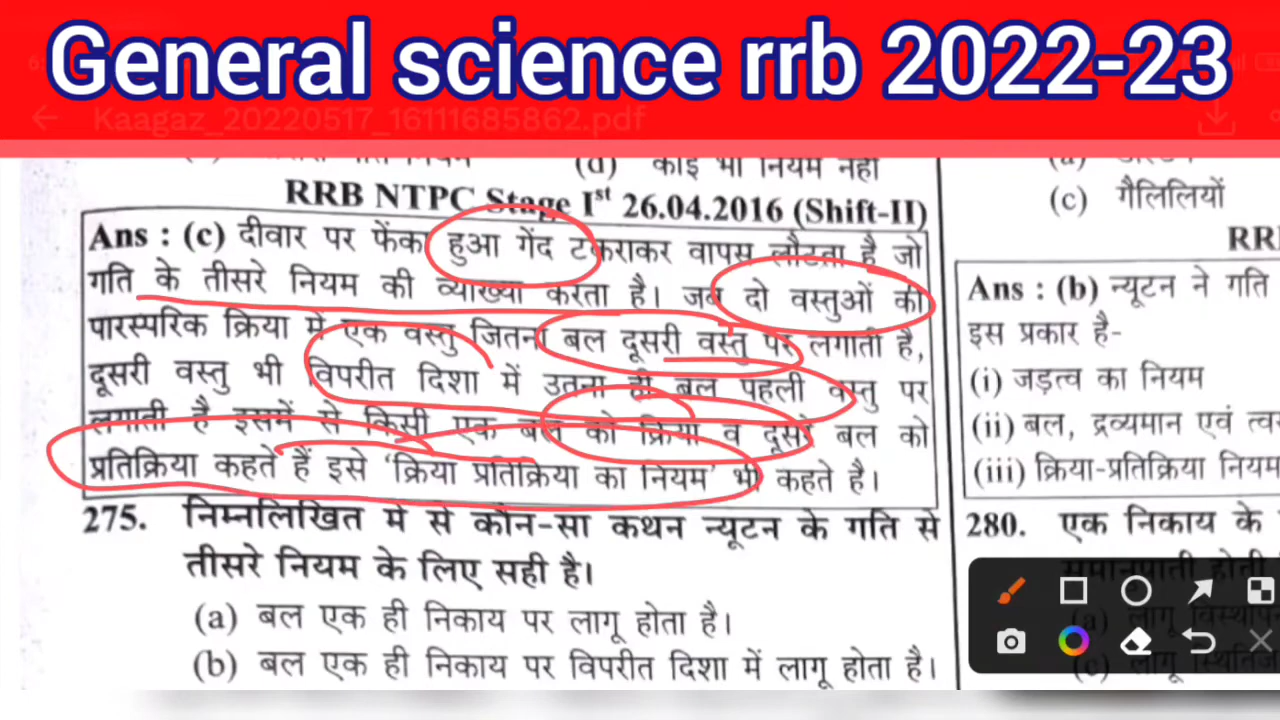 General science rrb 2022-23
Kaagaz_20220517_16111685862.pdf
(d) कोई भी नियम नहीं
RRB NTPC Stage Ist 26.04.2016 (Shift-II)
Ans : (c) दीवार पर फेंका हुआ गेंद टकराकर वापस लौटता है जो
गति के तीसरे नियम की व्याख्या करता है। जब दो वस्तुओं की
पारस्परिक क्रिया में एक वस्तु जितना बल दूसरी वस्तु पर लगाती है,
दूसरी वस्तु भी विपरीत दिशा में उतना ही बल पहली वस्तु पर
लगाती है इसमें से किसी एक बल को क्रिया व दूसरे बल को
प्रतिक्रिया कहते हैं इसे ‘क्रिया प्रतिक्रिया का नियम’ भी कहते है।
275. निम्नलिखित में से कौन-सा कथन न्यूटन के गति से
तीसरे नियम के लिए सही है।
(a) बल एक ही निकाय पर लागू होता है।
(b) बल एक ही निकाय पर विपरीत दिशा में लागू होता है।
(c) गैलिलियों
RR
Ans : (b) न्यूटन ने गति
इस प्रकार है-
(i) जड़त्व का नियम
(ii) बल, द्रव्यमान एवं
(iii) क्रिया-प्रतिक्रिया नियम
280. एक निकाय के
समानुपाती होती
(a) लागू
(c) लागू